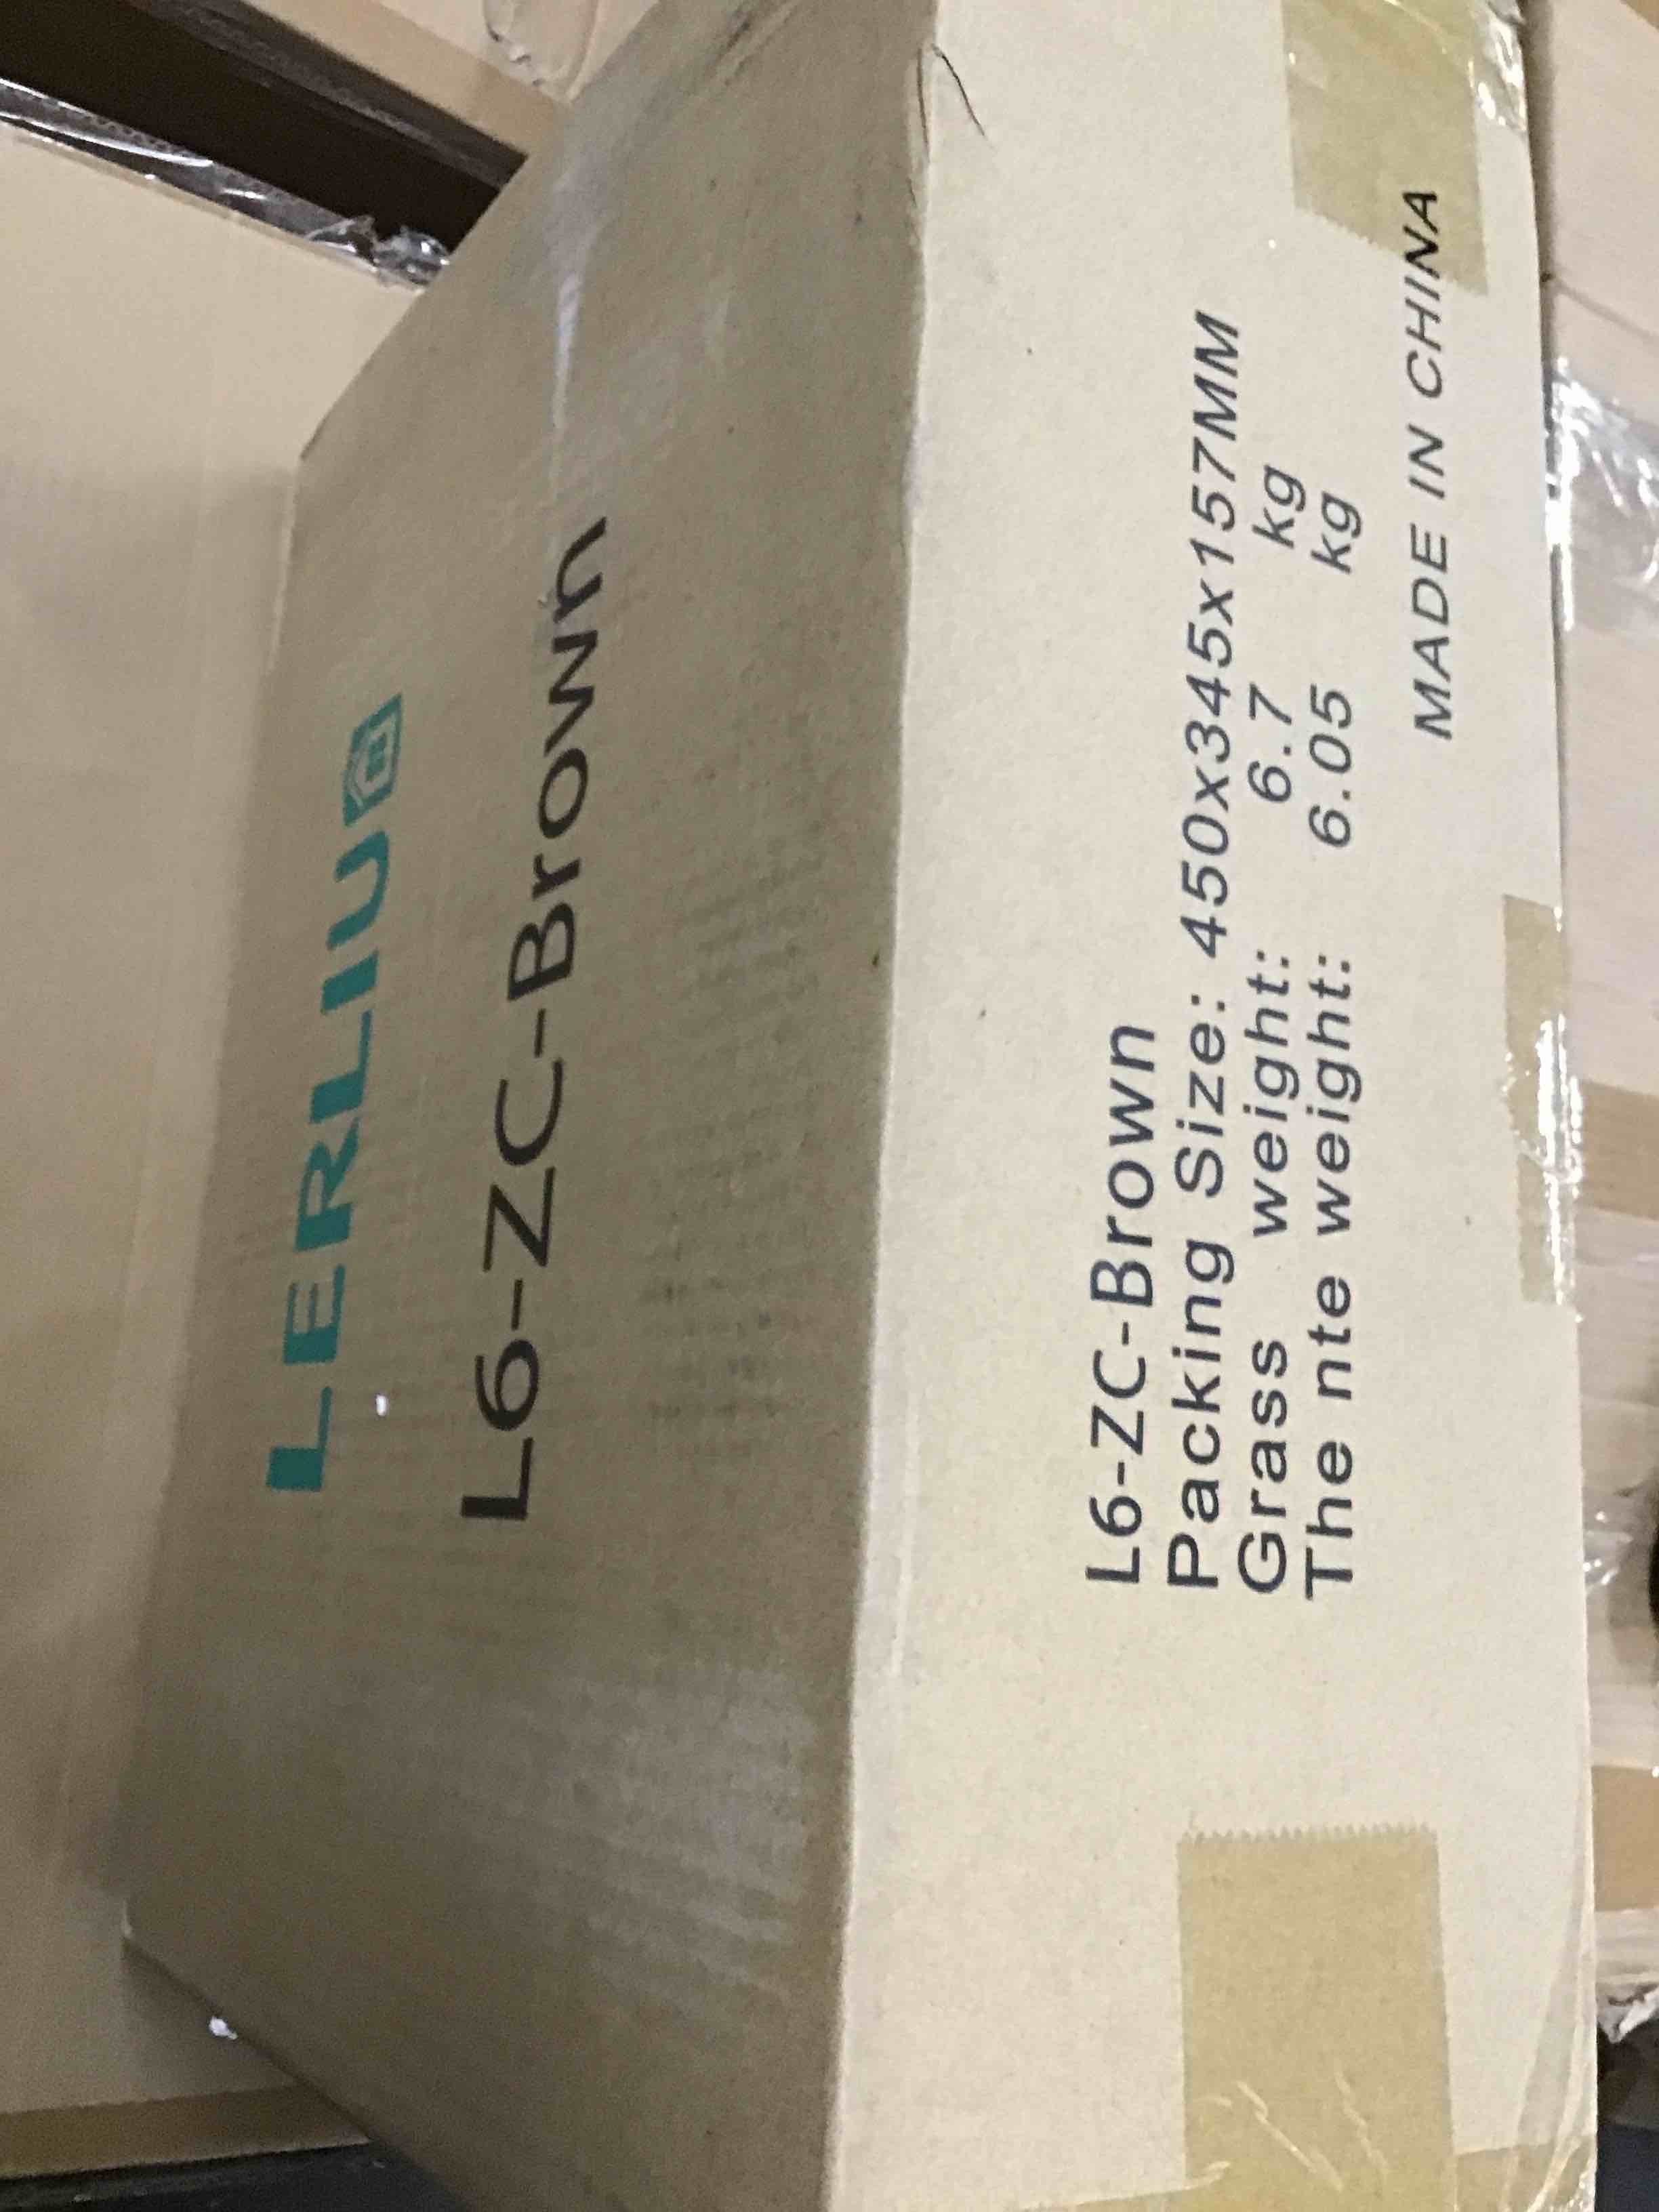 LERLIU
L6-ZC-Brown
L6-ZC-Brown
Packing Size: 450x345x157MM
Grass weight: 6.7 kg
The nte weight: 6.05 kg
MADE IN CHINA